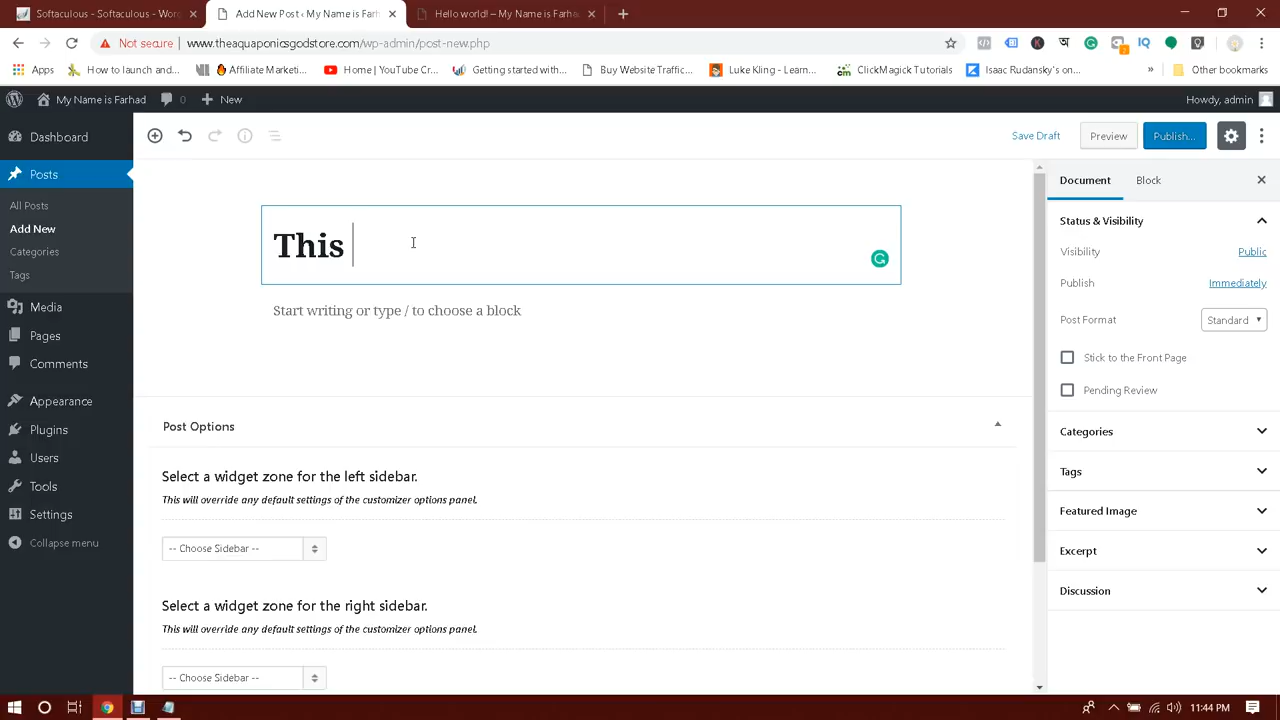 Softaculous - Softaculous - Wor
Add New Post ‹ My Name is Farh
Hello world! – My Name is Farha
Not secure | www.theaquaponicsgodstore.com/wp-admin/post-new.php
Apps
How to launch and...
Affiliate Marketi...
Home | YouTube Cr...
Getting started with...
Buy Website Traffic...
Luke Kling - Learn...
ClickMagick Tutorials
Isaac Rudansky's on...
»
Other bookmarks
My Name is Farhad
0
New
Howdy, admin
Dashboard
Posts
All Posts
Add New
Categories
Tags
Media
Pages
Comments
Appearance
Plugins
Users
Tools
Settings
Collapse menu
Save Draft
Preview
Publish...
This
Start writing or type / to choose a block
Post Options
Select a widget zone for the left sidebar.
This will override any default settings of the customizer options panel.
-- Choose Sidebar --
Select a widget zone for the right sidebar.
This will override any default settings of the customizer options panel.
-- Choose Sidebar --
Document
Block
Status & Visibility
Visibility
Public
Publish
Immediately
Post Format
Standard
Stick to the Front Page
Pending Review
Categories
Tags
Featured Image
Excerpt
Discussion
11:44 PM